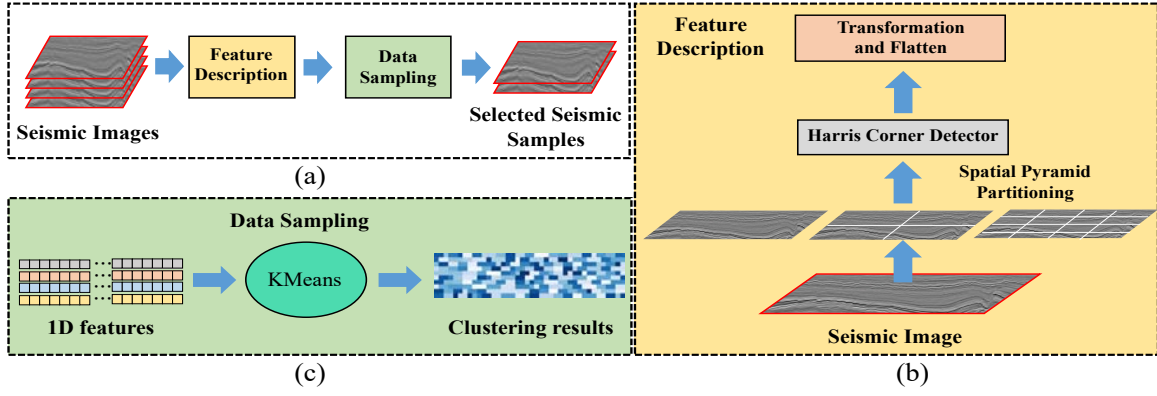 Seismic Images
Feature
Description
Data
Sampling
Selected Seismic
Samples
(a)
Feature
Description
Transformation
and Flatten
Harris Corner Detector
Spatial Pyramid
Partitioning
Seismic Image
(b)
Data Sampling
1D features
KMeans
Clustering results
(c)